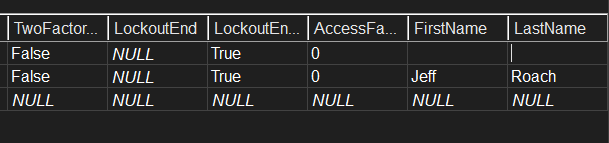 TwoFactor... LockoutEnd LockoutEn... AccessFa... FirstName LastName
False NULL True 0
False NULL True 0 Jeff Roach
NULL NULL NULL NULL NULL NULL